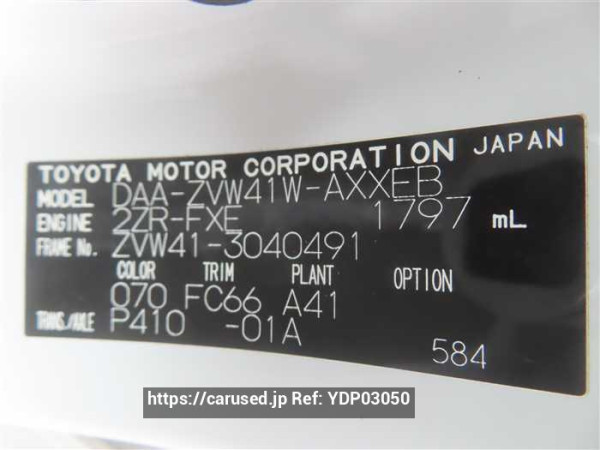 TOYOTA MOTOR CORPORATION JAPAN
MODEL DAA-ZVW41W-AXXEB
ENGINE 2ZR-FXE 1797 mL
FRAME No. ZVW41-3040491
COLOR TRIM PLANT OPTION
070 FC66 A41
TRANS./AXLE P410 -01A
584
https://carused.jp Ref: YDP03050